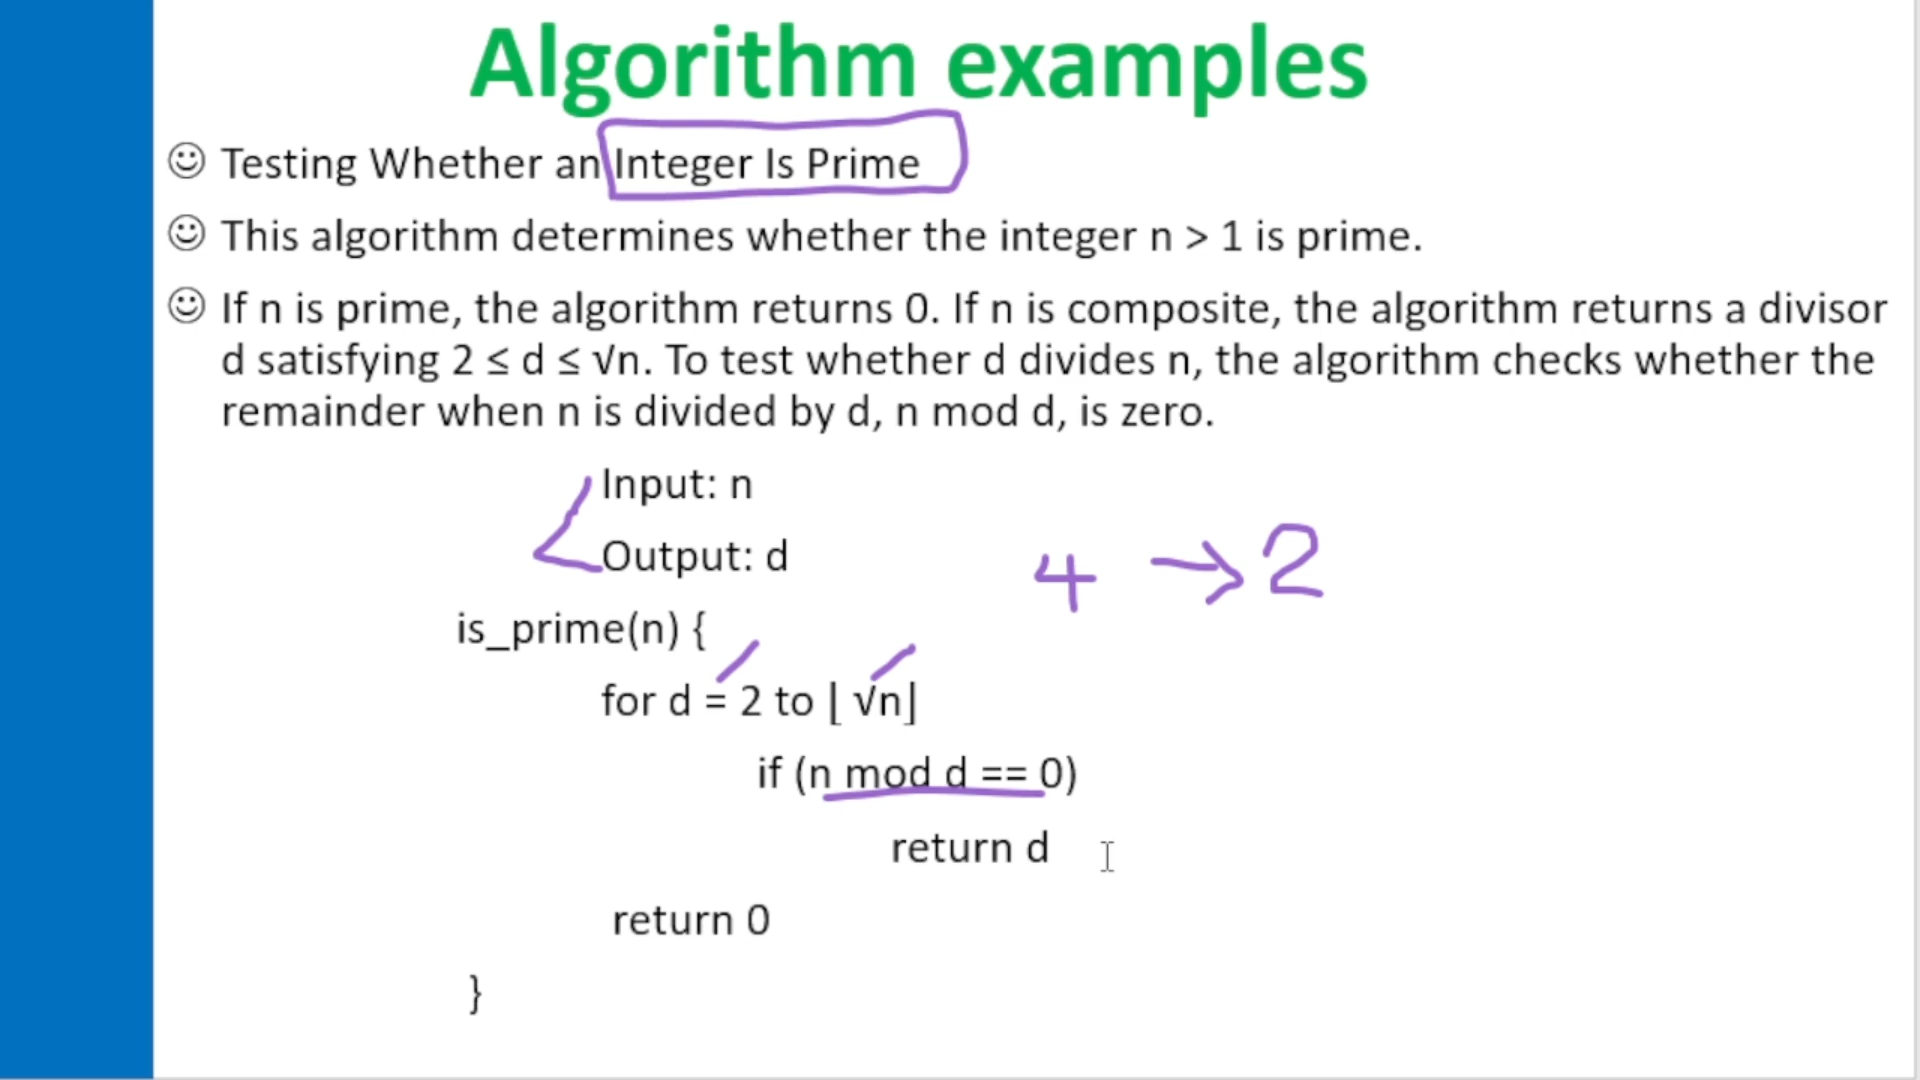 Algorithm examples
Testing Whether an Integer Is Prime
This algorithm determines whether the integer n > 1 is prime.
If n is prime, the algorithm returns 0. If n is composite, the algorithm returns a divisor
d satisfying 2 ≤ d ≤ √n. To test whether d divides n, the algorithm checks whether the
remainder when n is divided by d, n mod d, is zero.
Input: n
Output: d
4 → 2
is_prime(n) {
for d = 2 to ⌊ √n⌋
if (n mod d == 0)
return d
return 0
}